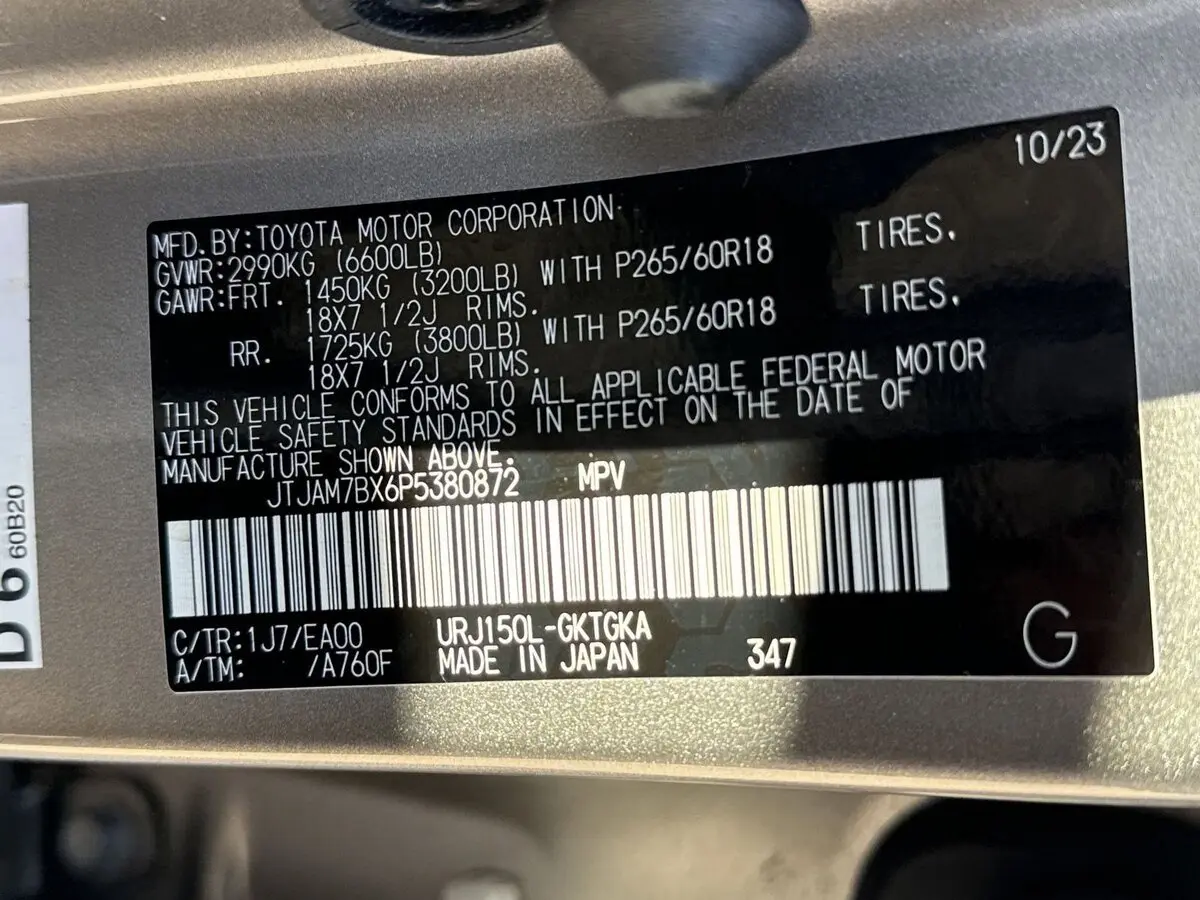 10/23
MFD.BY:TOYOTA MOTOR CORPORATION
GVWR:2990KG (6600LB)
GAWR:FRT. 1450KG (3200LB) WITH P265/60R18 TIRES.
18X7 1/2J RIMS.
RR. 1725KG (3800LB) WITH P265/60R18 TIRES.
18X7 1/2J RIMS.
THIS VEHICLE CONFORMS TO ALL APPLICABLE FEDERAL MOTOR
VEHICLE SAFETY STANDARDS IN EFFECT ON THE DATE OF
MANUFACTURE SHOWN ABOVE.
JTJAM7BX6P5380872 MPV
C/TR:1J7/EA00 URJ150L-GKTGKA
A/TM: /A760F MADE IN JAPAN 347
G
D 6 60B20